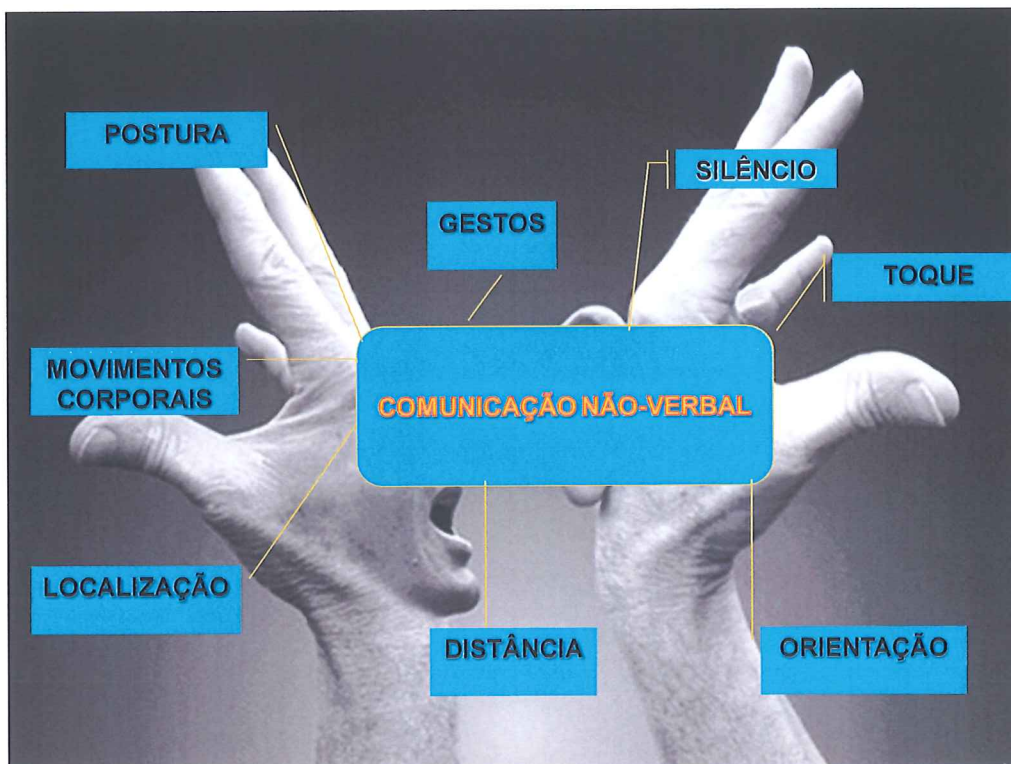 POSTURA
SILÊNCIO
GESTOS
TOQUE
MOVIMENTOS
CORPORAIS
COMUNICAÇÃO NÃO-VERBAL
LOCALIZAÇÃO
DISTÂNCIA
ORIENTAÇÃO